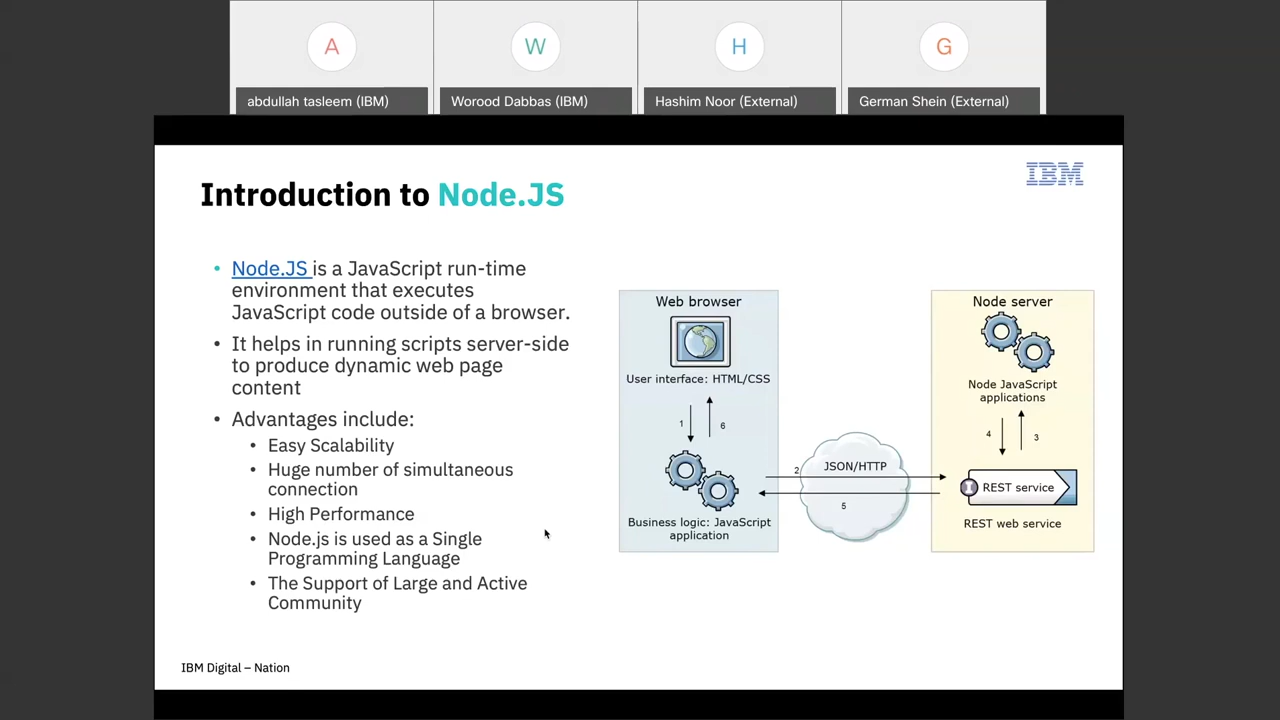 A
W
H
G
abdullah tasleem (IBM)
Worood Dabbas (IBM)
Hashim Noor (External)
German Shein (External)
IBM
Introduction to Node.JS
• Node.JS is a JavaScript run-time
environment that executes
JavaScript code outside of a browser.
• It helps in running scripts server-side
to produce dynamic web page
content
• Advantages include:
• Easy Scalability
• Huge number of simultaneous
connection
• High Performance
• Node.js is used as a Single
Programming Language
• The Support of Large and Active
Community
Web browser
User interface: HTML/CSS
1
6
Business logic: JavaScript
application
2
JSON/HTTP
5
Node server
Node JavaScript
applications
4
3
REST service
REST web service
IBM Digital – Nation